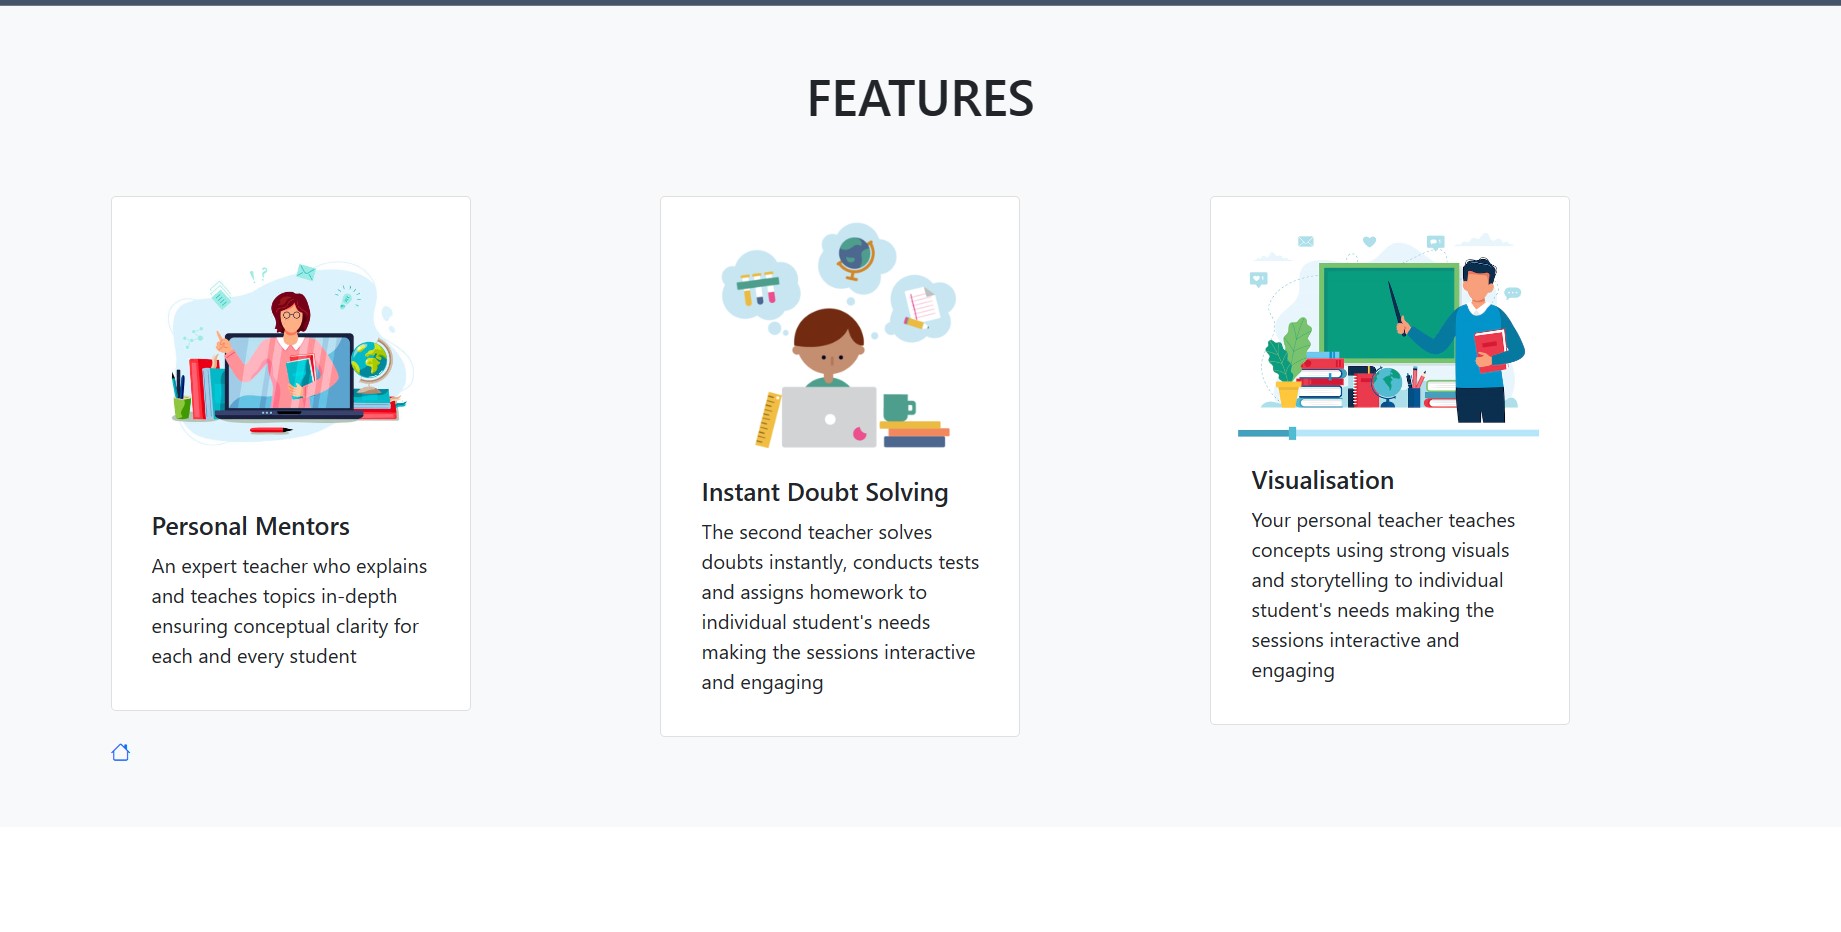 FEATURES
Personal Mentors
An expert teacher who explains
and teaches topics in-depth
ensuring conceptual clarity for
each and every student
Instant Doubt Solving
The second teacher solves
doubts instantly, conducts tests
and assigns homework to
individual student's needs
making the sessions interactive
and engaging
Visualisation
Your personal teacher teaches
concepts using strong visuals
and storytelling to individual
student's needs making the
sessions interactive and
engaging